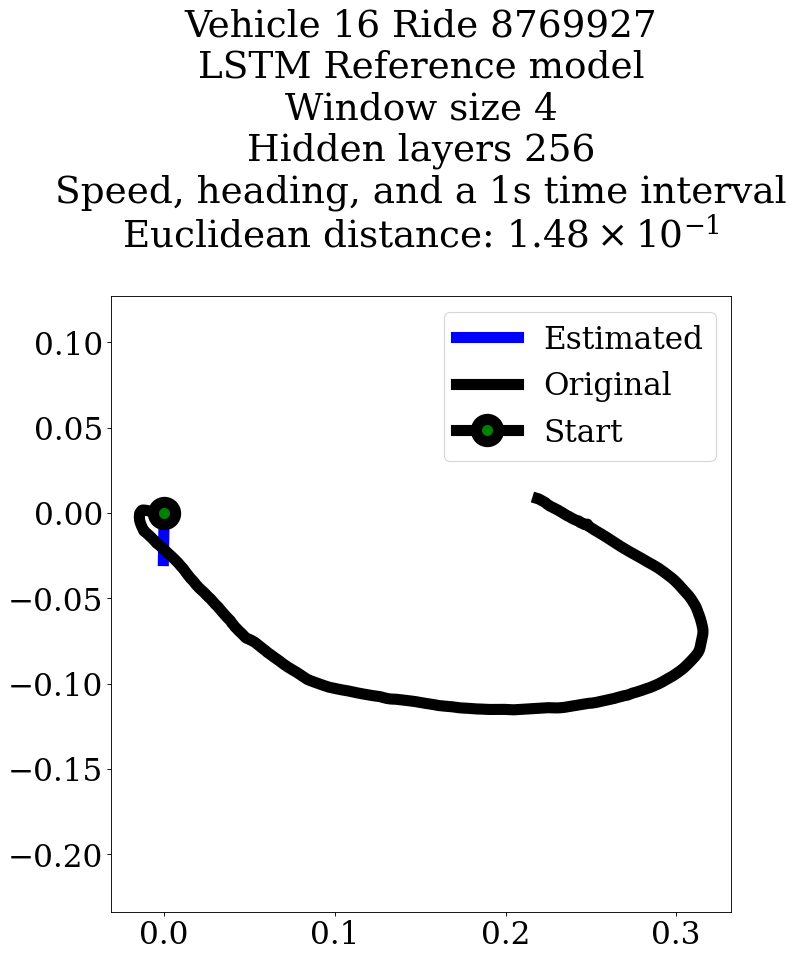 Vehicle 16 Ride 8769927
LSTM Reference model
Window size 4
Hidden layers 256
Speed, heading, and a 1s time interval
Euclidean distance: 1.48 × 10⁻¹
Estimated
Original
Start
0.10
0.05
0.00
−0.05
−0.10
−0.15
−0.20
0.0 0.1 0.2 0.3